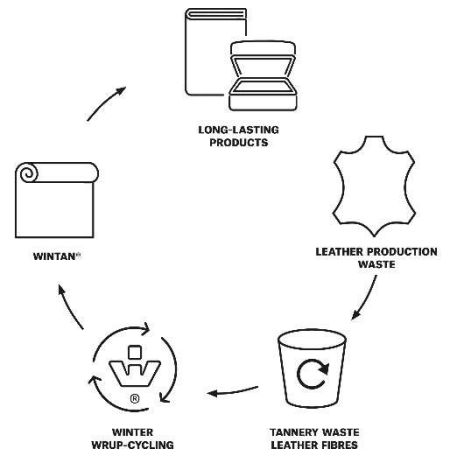 LONG-LASTING
PRODUCTS
LEATHER PRODUCTION
WASTE
TANNERY WASTE
LEATHER FIBRES
®
WINTER
WRUP-CYCLING
WINTAN®